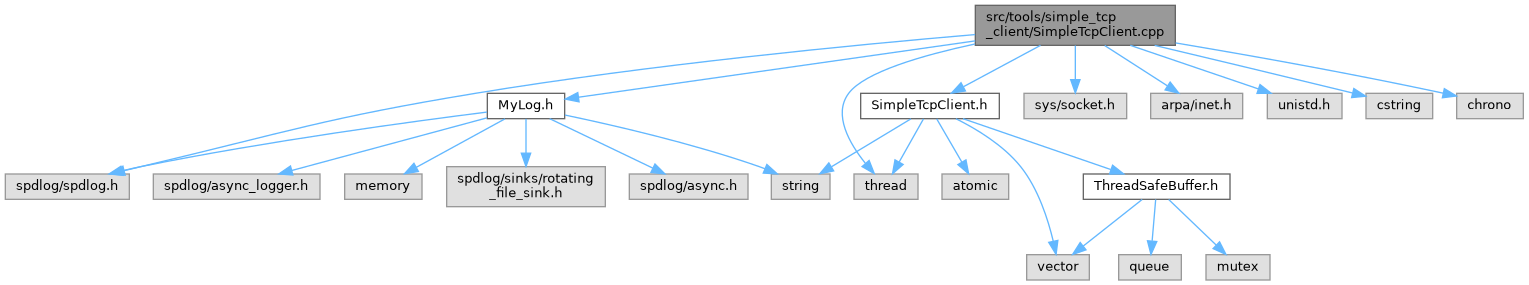 src/tools/simple_tcp
_client/SimpleTcpClient.cpp
MyLog.h
SimpleTcpClient.h
sys/socket.h
arpa/inet.h
unistd.h
cstring
chrono
spdlog/spdlog.h
spdlog/async_logger.h
memory
spdlog/sinks/rotating
_file_sink.h
spdlog/async.h
string
thread
atomic
ThreadSafeBuffer.h
vector
queue
mutex